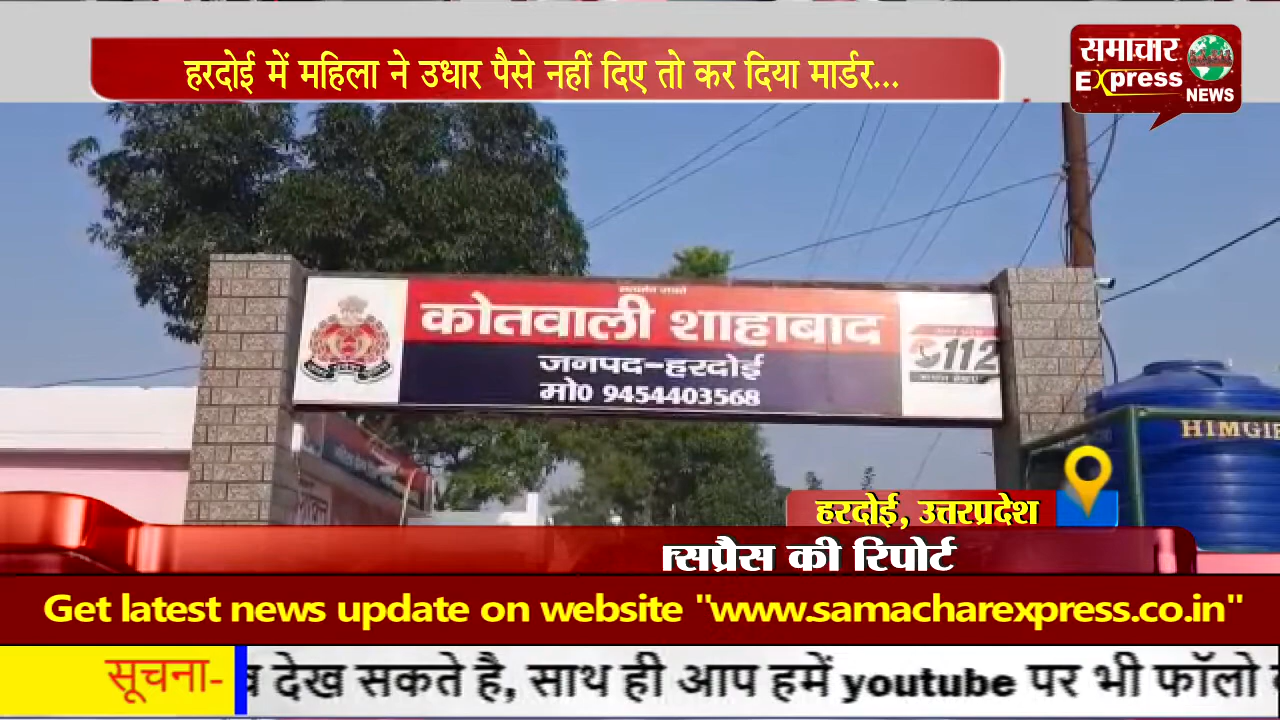 हरदोई में महिला ने उधार पैसे नहीं दिए तो कर दिया मार्डर...
समाचार
Express
NEWS
कोतवाली शाहाबाद
जनपद-हरदोई
मो0 9454403568
112
HIMGI
हरदोई, उत्तरप्रदेश
सप्रैस की रिपोर्ट
Get latest news update on website "www.samacharexpress.co.in"
सूचना- देख सकते है, साथ ही आप हमें youtube पर भी फॉलो